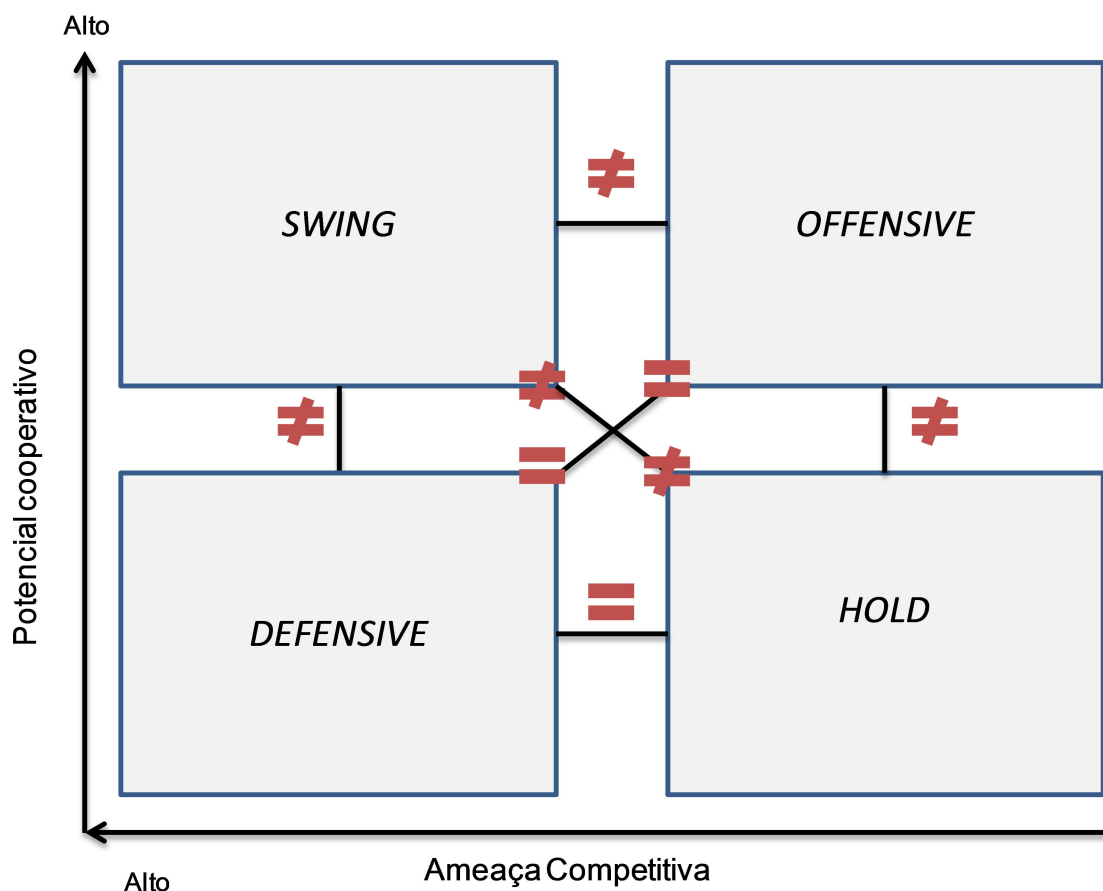 Alto
SWING
≠
OFFENSIVE
≠
=
≠
≠
=
≠
Potencial cooperativo
DEFENSIVE
=
HOLD
Ameaça Competitiva
Alto